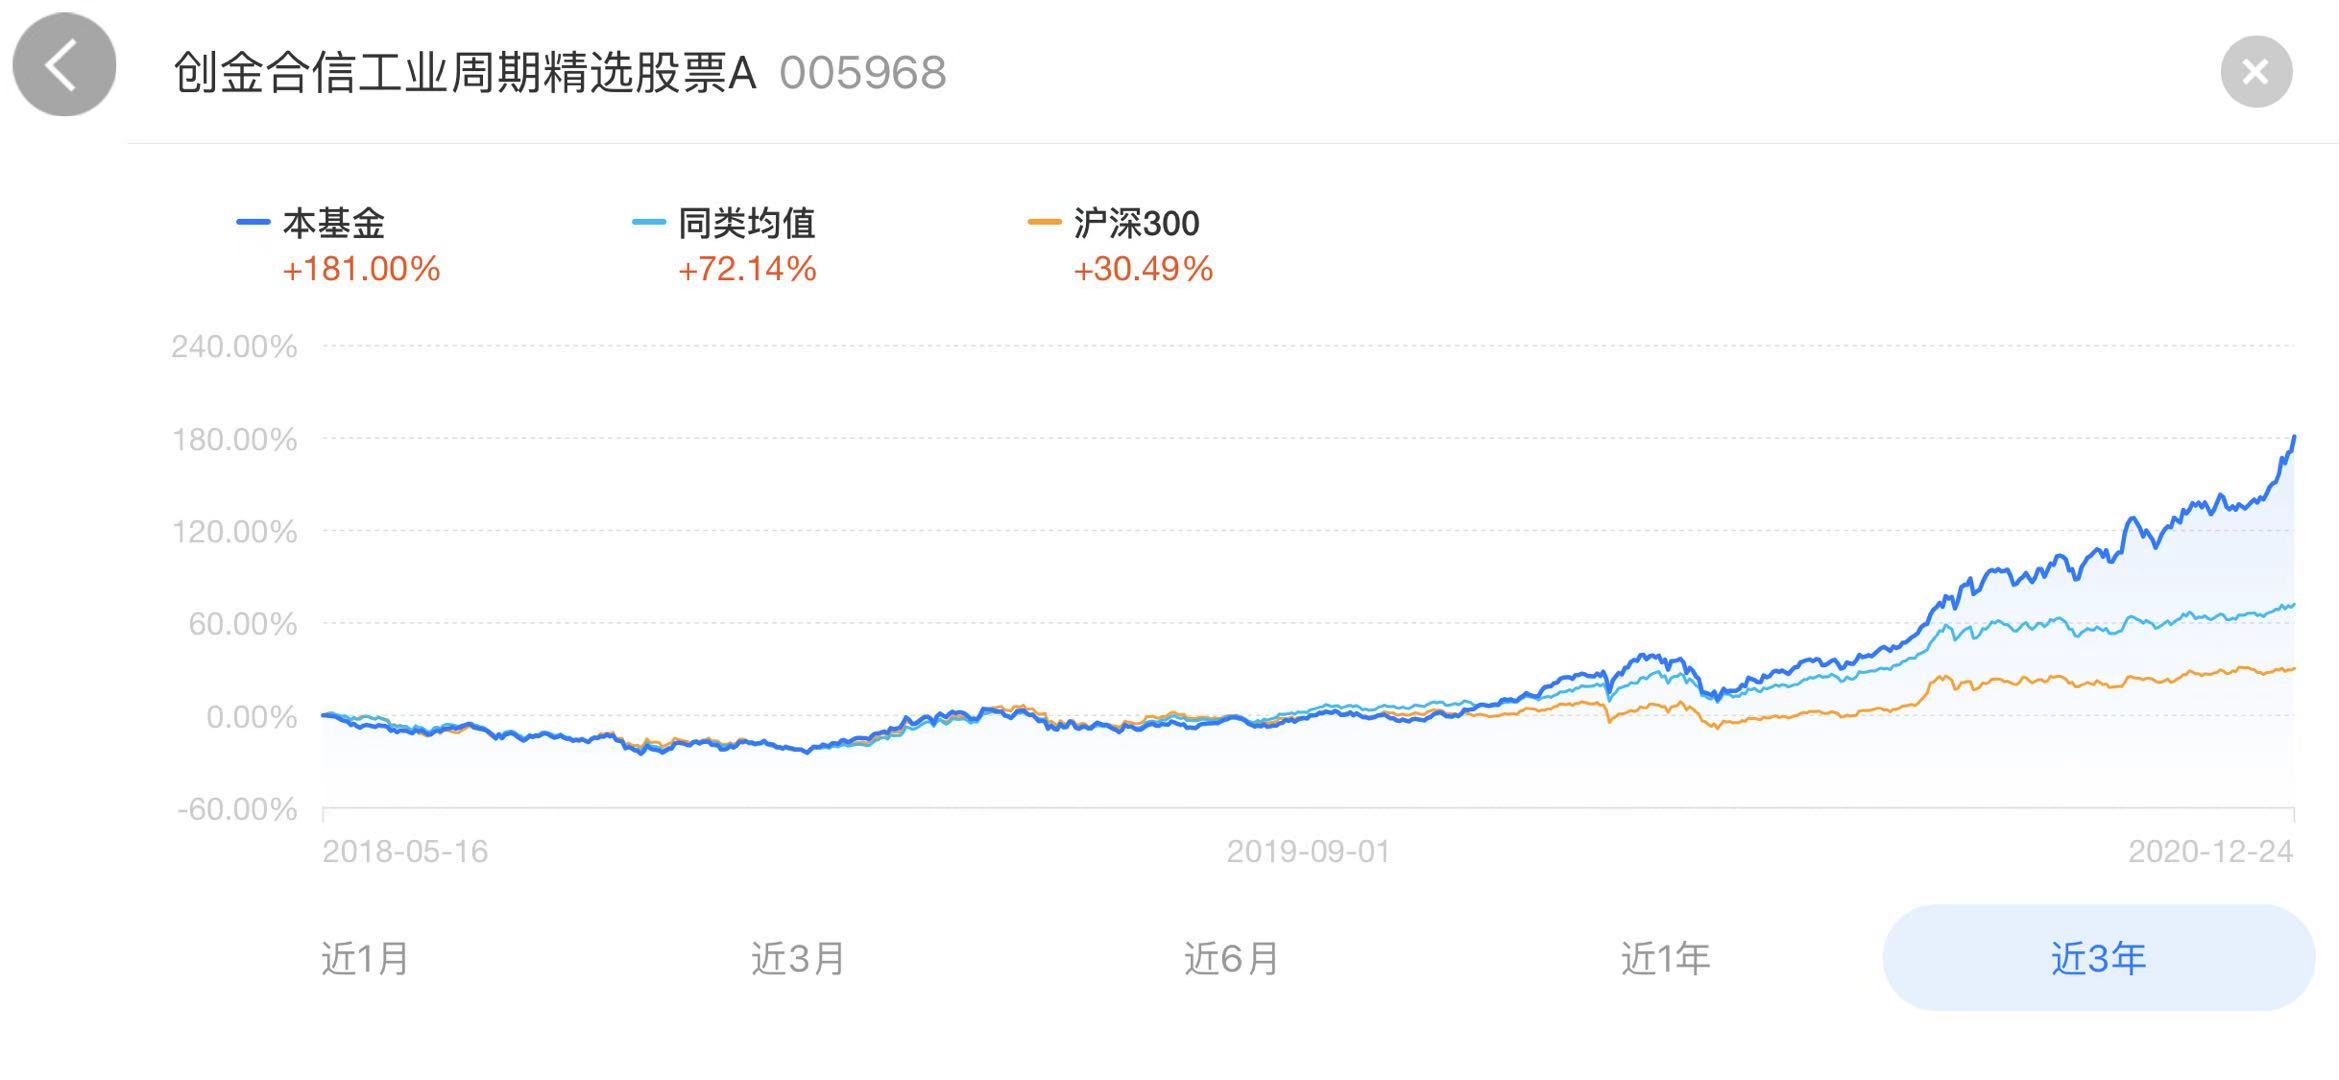 创金合信工业周期精选股票A 005968
本基金 同类均值 沪深300
+181.00% +72.14% +30.49%
240.00%
180.00%
120.00%
60.00%
0.00%
-60.00%
2018-05-16 2019-09-01 2020-12-24
近1月 近3月 近6月 近1年 近3年